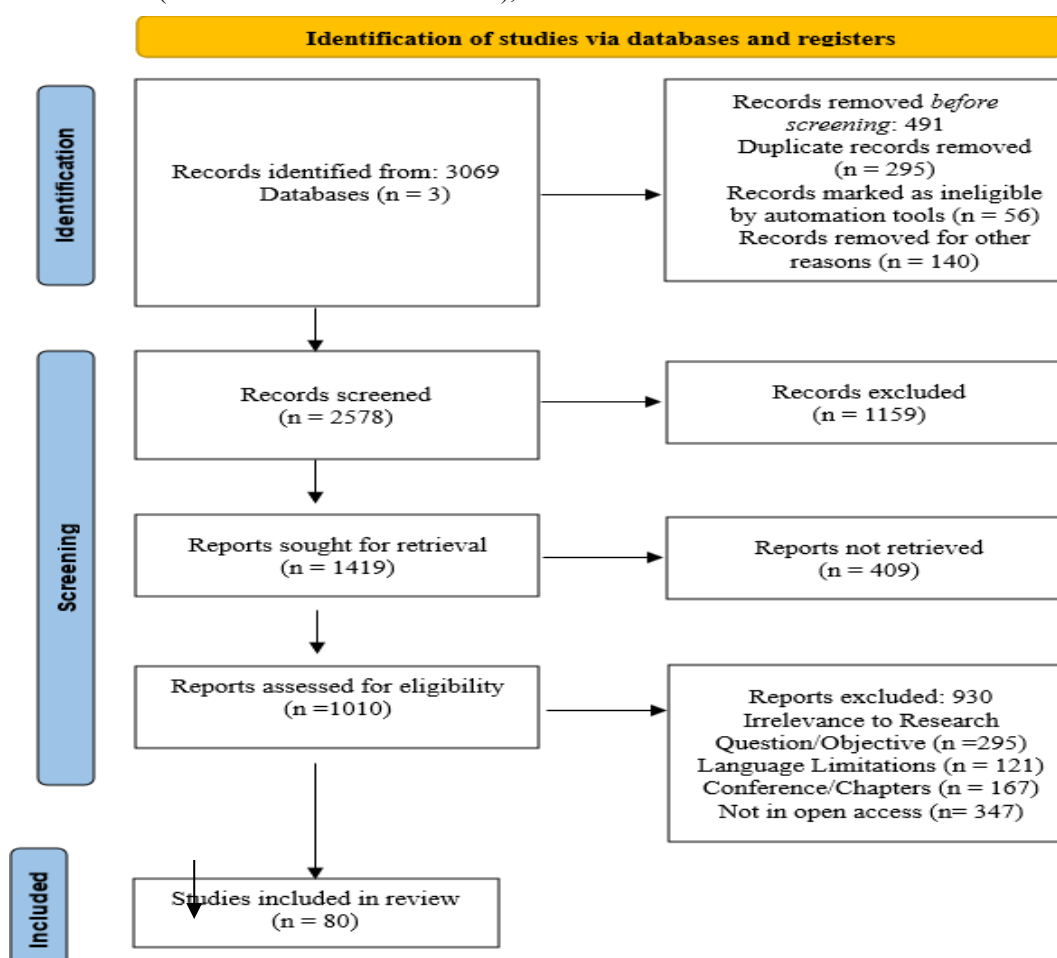 Identification of studies via databases and registers
Identification
Records identified from: 3069
Databases (n = 3)
Records removed before
screening: 491
Duplicate records removed
(n = 295)
Records marked as ineligible
by automation tools (n = 56)
Records removed for other
reasons (n = 140)
Screening
Records screened
(n = 2578)
Records excluded
(n = 1159)
Reports sought for retrieval
(n = 1419)
Reports not retrieved
(n = 409)
Reports assessed for eligibility
(n =1010)
Reports excluded: 930
Irrelevance to Research
Question/Objective (n =295)
Language Limitations (n = 121)
Conference/Chapters (n = 167)
Not in open access (n= 347)
Included
Studies included in review
(n = 80)